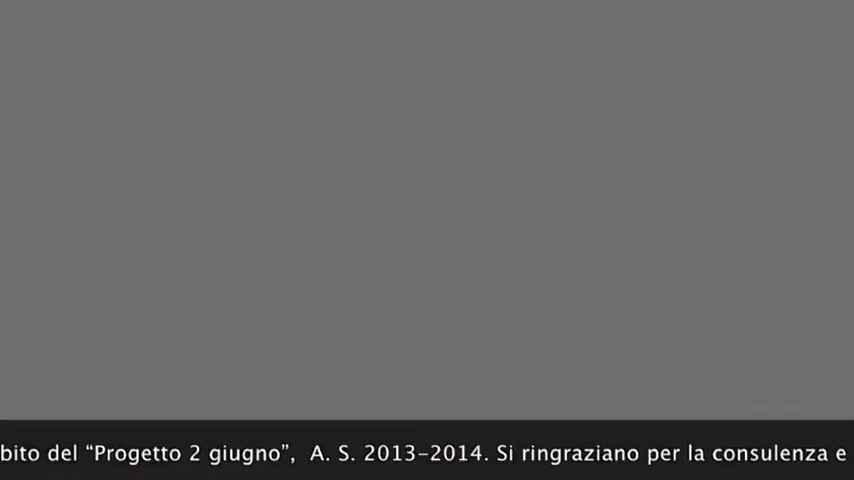 bito del “Progetto 2 giugno”,  A. S. 2013-2014. Si ringraziano per la consulenza e